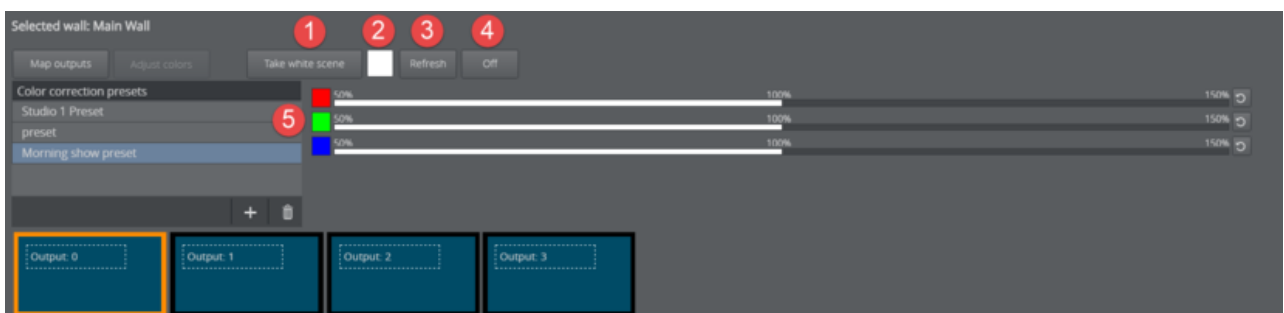 Selected wall: Main Wall
1 2 3 4
Map outputs Adjust colors Take white scene Refresh Off
Color correction presets
50% 100% 150%
Studio 1 Preset
5
50% 100% 150%
preset
50% 100% 150%
Morning show preset
+
Output: 0 Output: 1 Output: 2 Output: 3